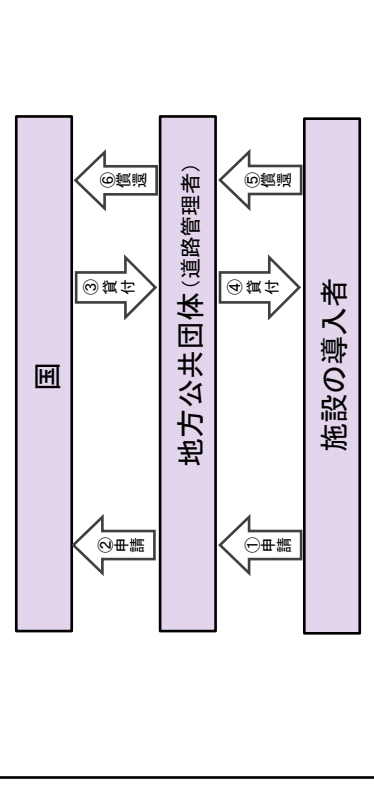 国
②申請
③貸付
⑥償還
地方公共団体（道路管理者）
①申請
④貸付
⑤償還
施設の導入者